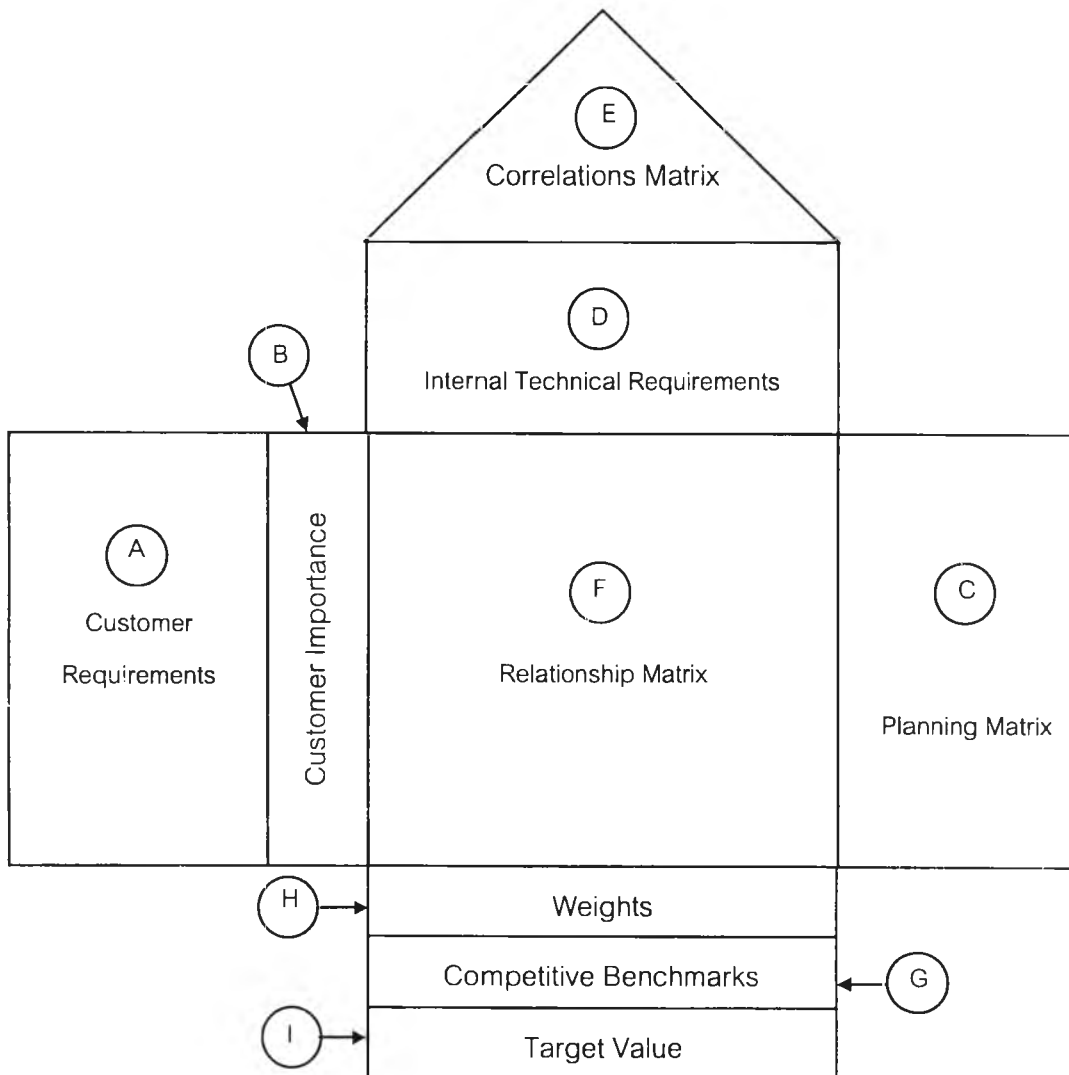 E
Correlations Matrix
D
Internal Technical Requirements
B
A
Customer
Requirements
Customer Importance
F
Relationship Matrix
C
Planning Matrix
H
Weights
Competitive Benchmarks
G
I
Target Value